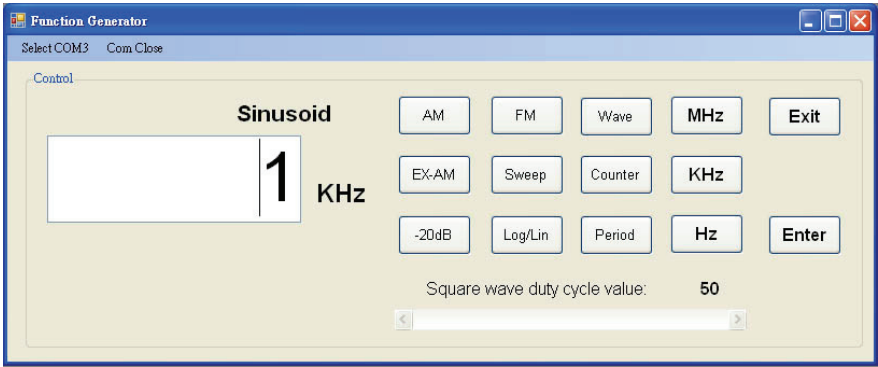 Function Generator
Select COM3 Com Close
Control
Sinusoid
1 KHz
AM FM Wave MHz Exit
EX-AM Sweep Counter KHz
-20dB Log/Lin Period Hz Enter
Square wave duty cycle value: 50